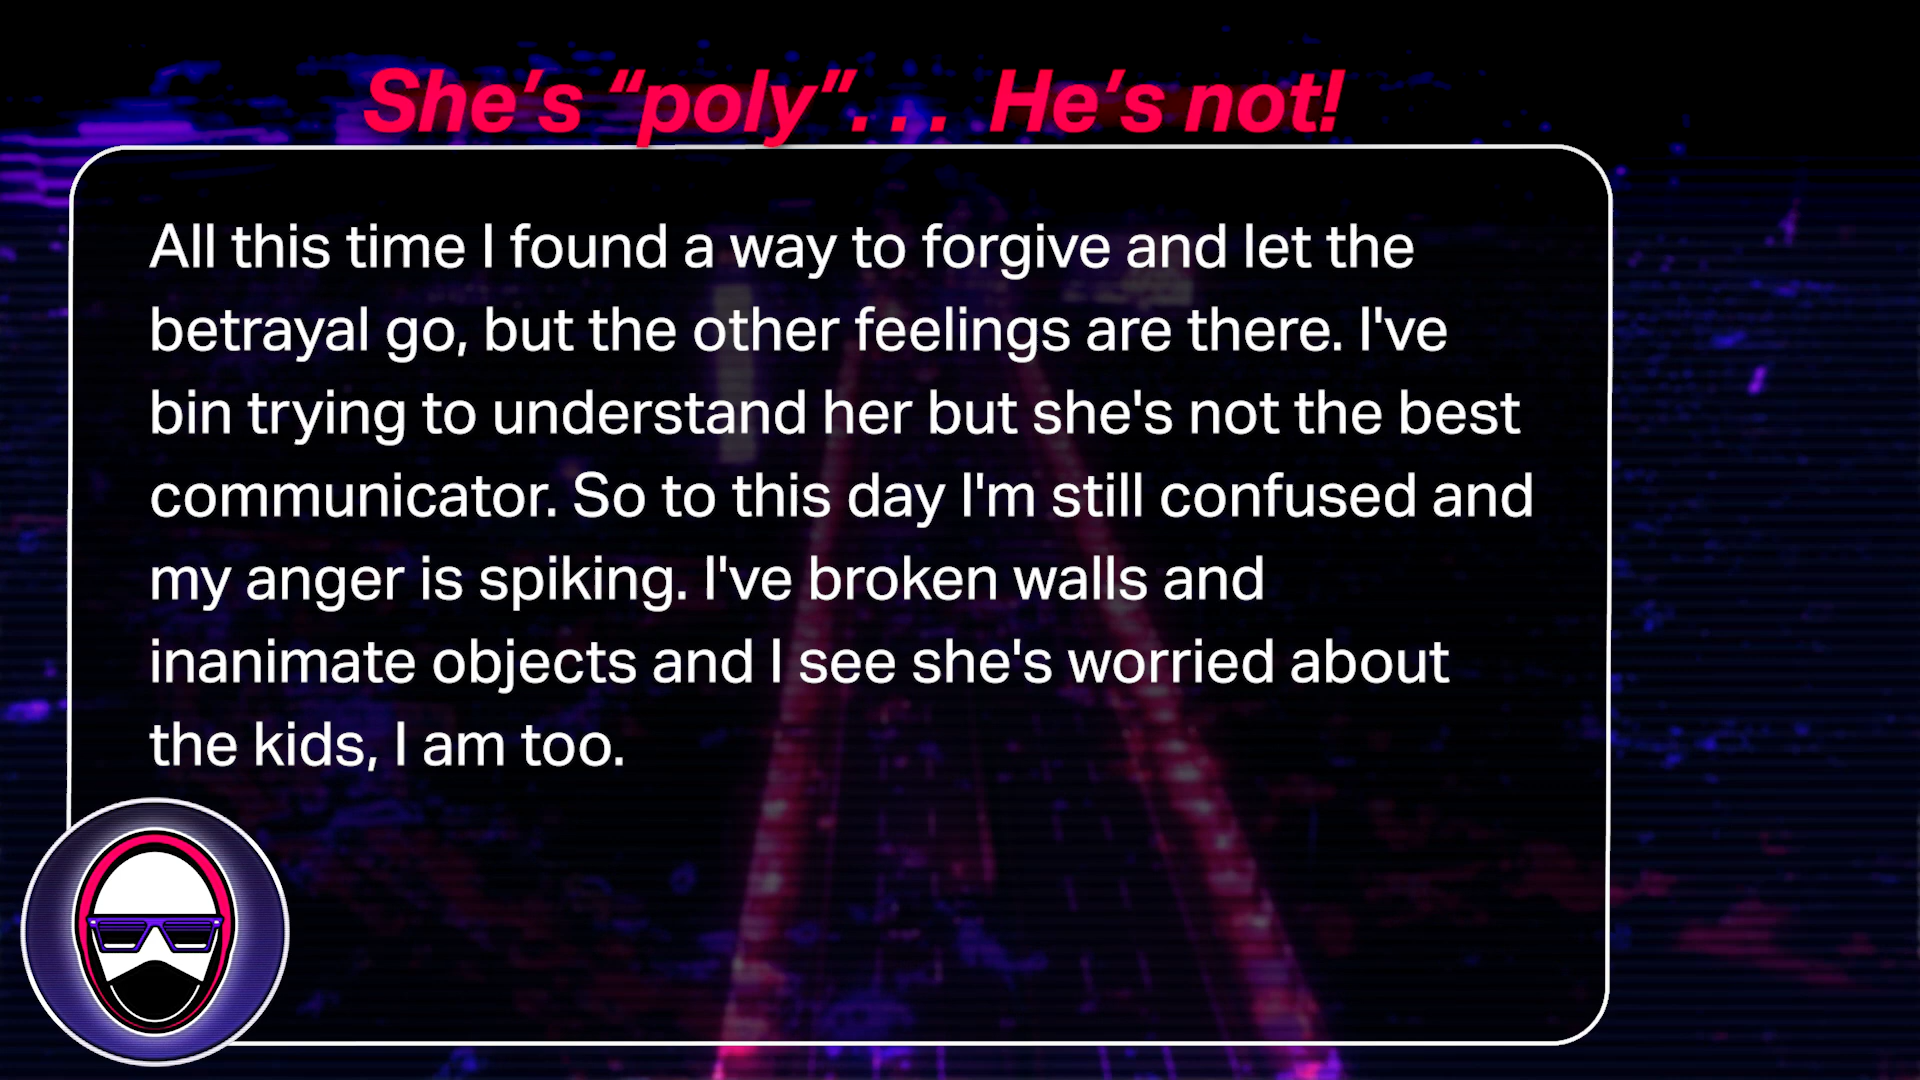 She’s “poly”... He’s not!
All this time I found a way to forgive and let the
betrayal go, but the other feelings are there. I've
bin trying to understand her but she's not the best
communicator. So to this day I'm still confused and
my anger is spiking. I've broken walls and
inanimate objects and I see she's worried about
the kids, I am too.